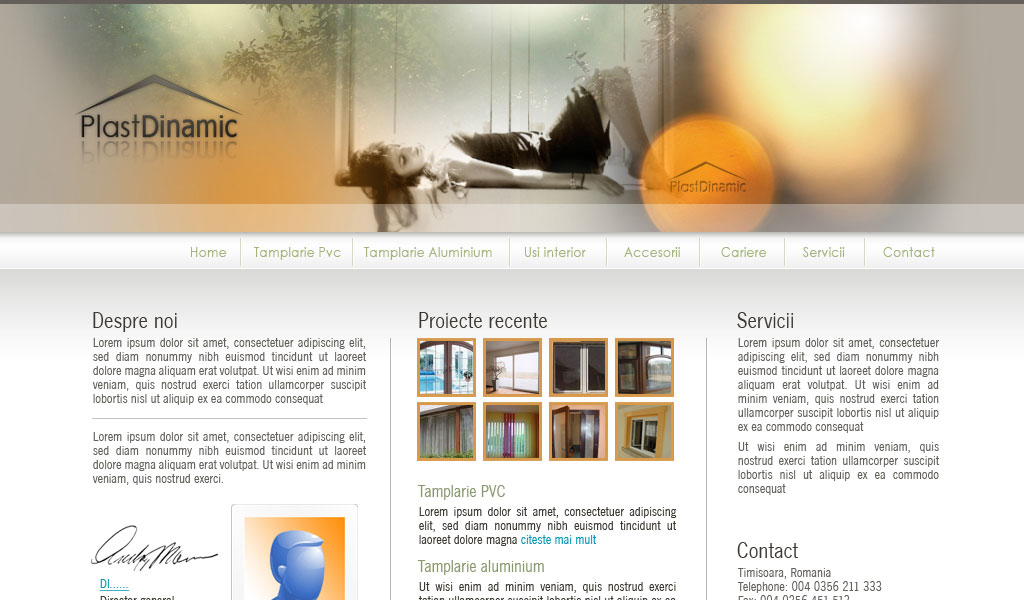 PlastDinamic
PlastDinamic
Home
Tamplarie Pvc
Tamplarie Aluminium
Usi interior
Accesorii
Cariere
Servicii
Contact
Despre noi
Lorem ipsum dolor sit amet, consectetuer adipiscing elit,
sed diam nonummy nibh euismod tincidunt ut laoreet
dolore magna aliquam erat volutpat. Ut wisi enim ad minim
veniam, quis nostrud exerci tation ullamcorper suscipit
lobortis nisl ut aliquip ex ea commodo consequat
Lorem ipsum dolor sit amet, consectetuer adipiscing elit,
sed diam nonummy nibh euismod tincidunt ut laoreet
dolore magna aliquam erat volutpat. Ut wisi enim ad minim
veniam, quis nostrud exerci.
DI......
Director general
Proiecte recente
Tamplarie PVC
Lorem ipsum dolor sit amet, consectetuer adipiscing
elit, sed diam nonummy nibh euismod tincidunt ut
laoreet dolore magna citeste mai mult
Tamplarie aluminium
Ut wisi enim ad minim veniam, quis nostrud exerci
tation ullamcorper suscipit lobortis nisl ut aliquip
Servicii
Lorem ipsum dolor sit amet, consectetuer
adipiscing elit, sed diam nonummy nibh
euismod tincidunt ut laoreet dolore magna
aliquam erat volutpat. Ut wisi enim ad
minim veniam, quis nostrud exerci tation
ullamcorper suscipit lobortis nisl ut aliquip
ex ea commodo consequat
Ut wisi enim ad minim veniam, quis
nostrud exerci tation ullamcorper suscipit
lobortis nisl ut aliquip ex ea commodo
consequat
Contact
Timisoara, Romania
Telephone: 004 0356 211 333
Fax: 004 0256 451 512